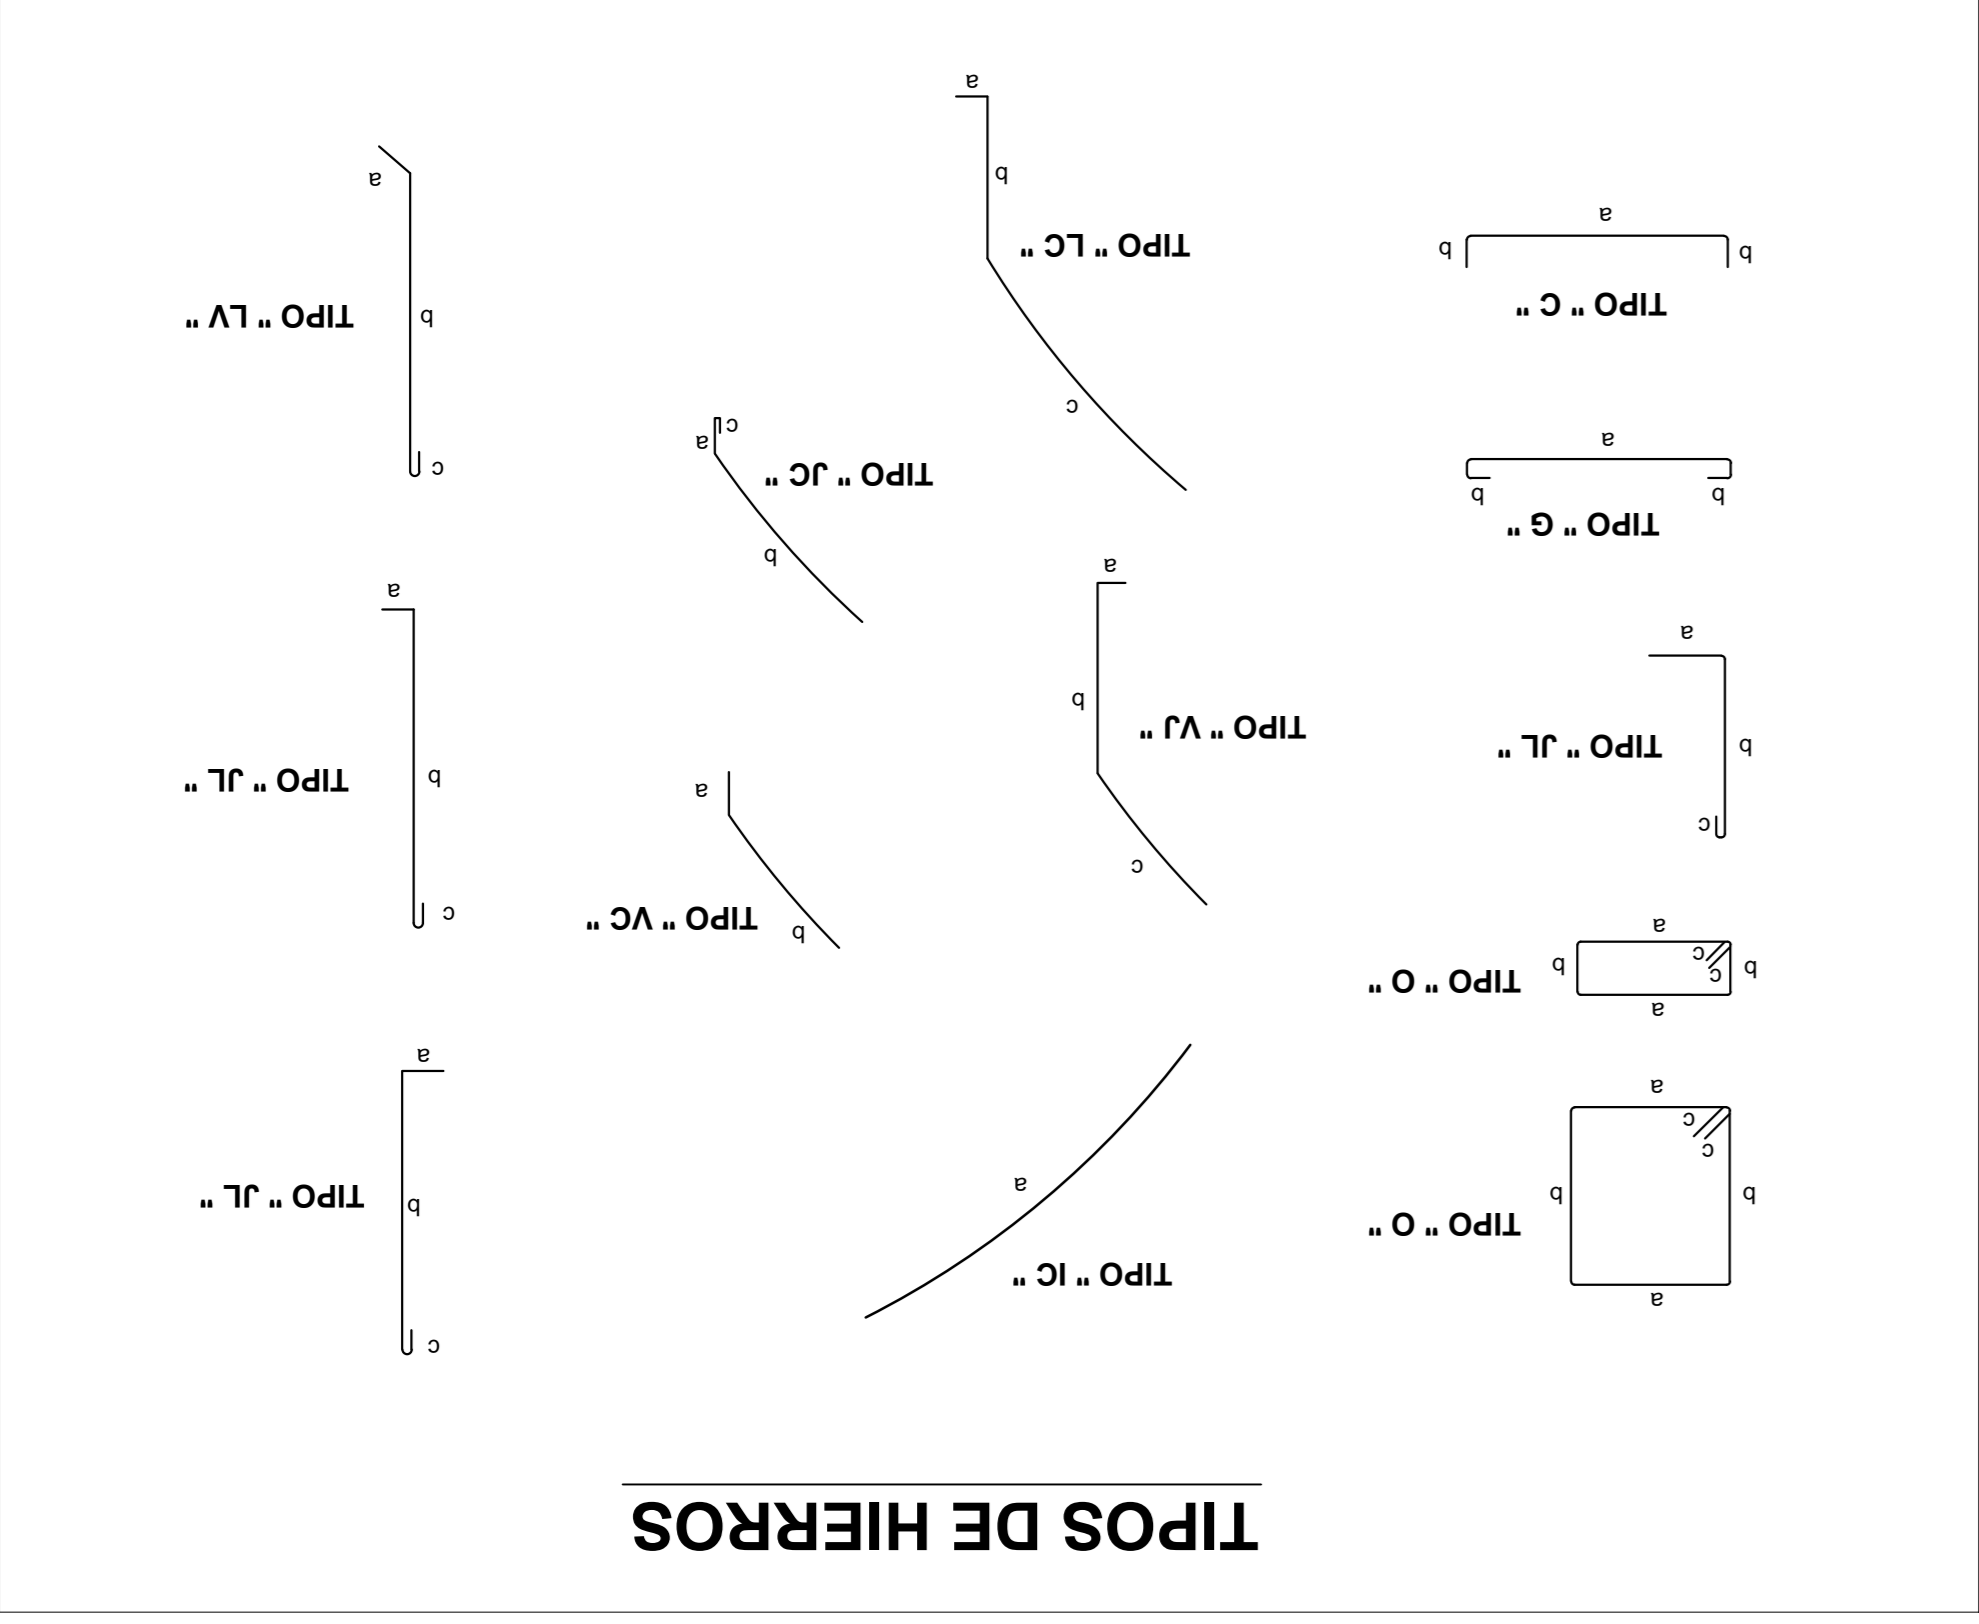 TIPOS DE HIERROS
a
b
b
TIPO " O "
c
c
a
a
b
b
TIPO " O "
c
c
a
c
b
TIPO " JL "
a
TIPO " G "
b
b
a
TIPO " C "
b
b
a
TIPO " IC "
a
c
TIPO " VJ "
b
a
b
TIPO " VC "
a
c
TIPO " LC "
b
a
b
TIPO " JC "
a
c
c
b
TIPO " JL "
a
c
b
TIPO " JL "
a
c
b
TIPO " LV "
a